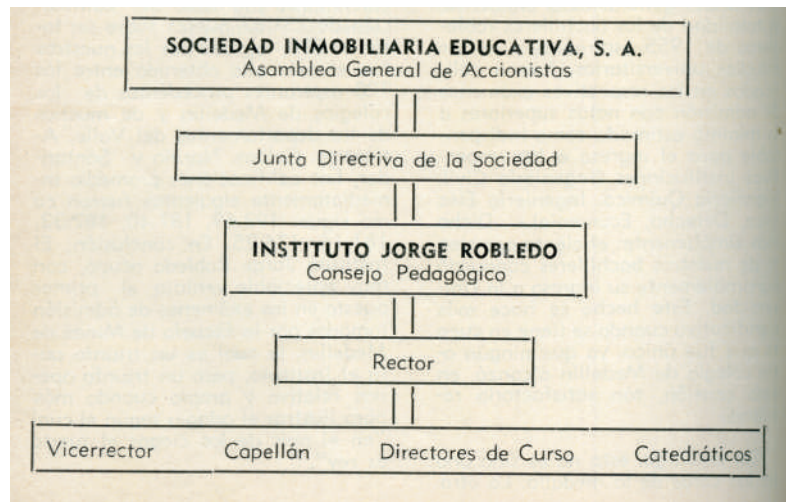 SOCIEDAD INMOBILIARIA EDUCATIVA, S. A.
Asamblea General de Accionistas
Junta Directiva de la Sociedad
INSTITUTO JORGE ROBLEDO
Consejo Pedagógico
Rector
Vicerrector Capellán Directores de Curso Catedráticos